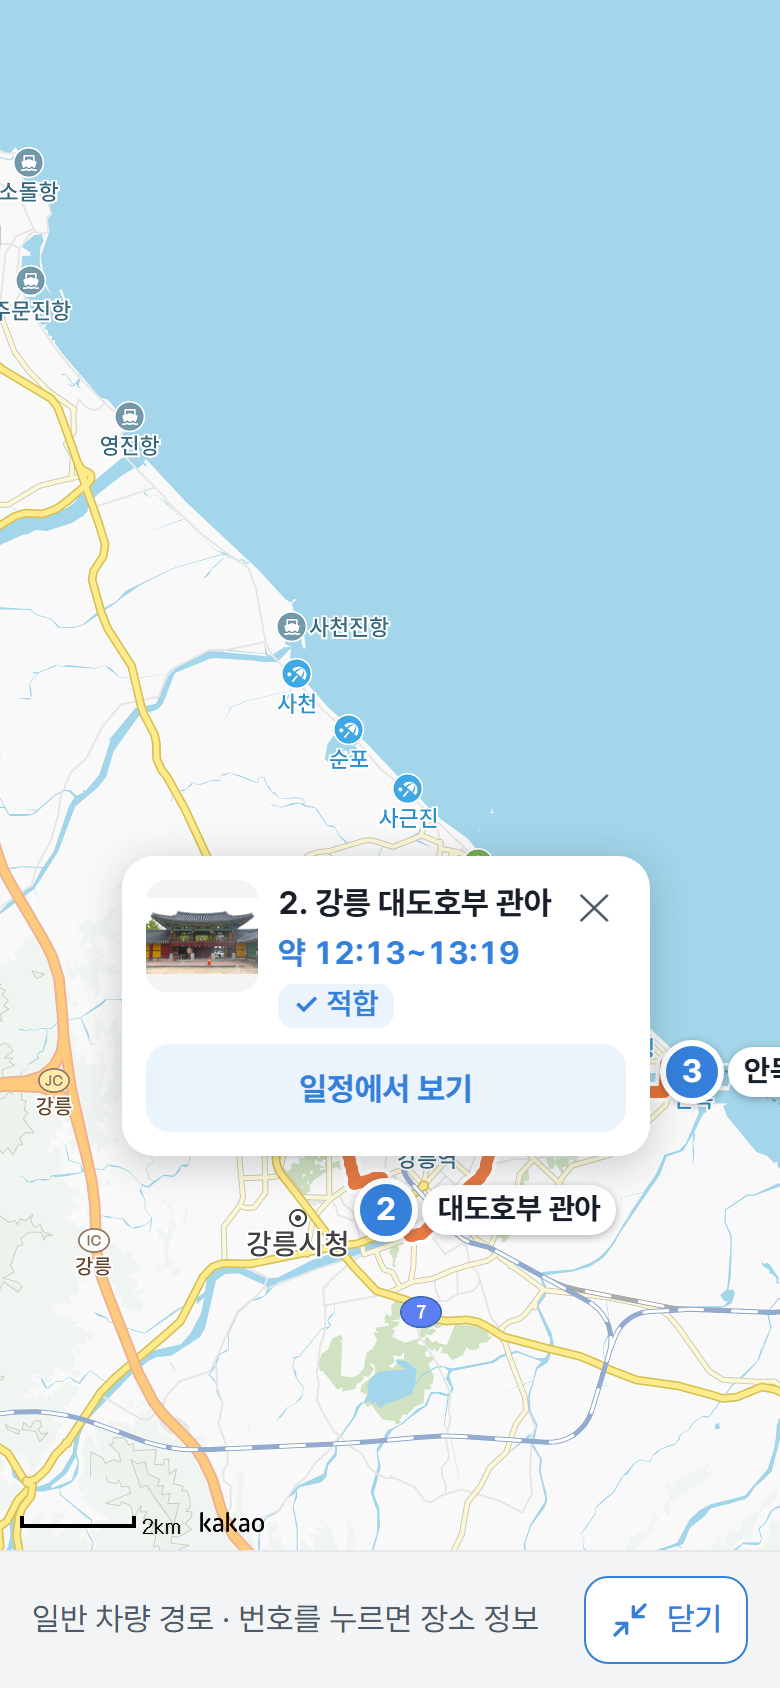 소돌항
주문진항
영진항
사천진항
사천
순포
사근진
2. 강릉 대도호부 관아
약 12:13~13:19
적합
일정에서 보기
3
JC
강릉
강릉역
2
대도호부 관아
강릉시청
IC
강릉
7
2km
kakao
일반 차량 경로 · 번호를 누르면 장소 정보
닫기